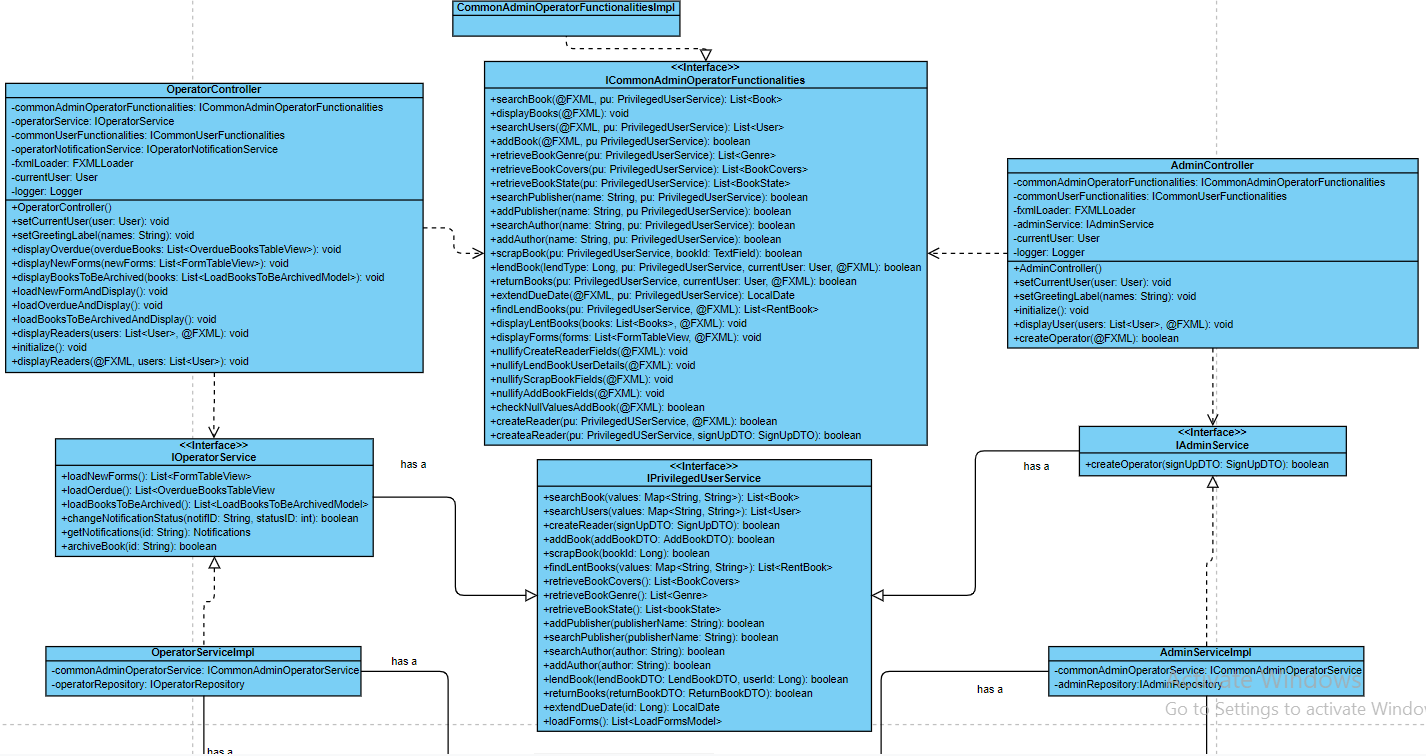 CommonAdminOperatorFunctionalitiesImpl
<<Interface>>
ICommonAdminOperatorFunctionalities
+searchBook(@FXML, pu: PrivilegedUserService): List<Book>
+displayBooks(@FXML): void
+searchUsers(@FXML, pu: PrivilegedUserService): List<User>
+addBook(@FXML, pu PrivilegedUserService): boolean
+retrieveBookGenre(pu: PrivilegedUserService): List<Genre>
+retrieveBookCovers(pu: PrivilegedUserService): List<BookCovers>
+retrieveBookState(pu: PrivilegedUserService): List<BookState>
+searchPublisher(name: String, pu: PrivilegedUserService): boolean
+addPublisher(name: String, pu PrivilegedUserService): boolean
+searchAuthor(name: String, pu: PrivilegedUserService): boolean
+addAuthor(name: String, pu PrivilegedUserService): boolean
+scrapBook(pu: PrivilegedUserService, bookId: TextField): boolean
+lendBook(lendType: Long, pu: PrivilegedUserService, currentUser: User, @FXML): boolean
+returnBooks(pu: PrivilegedUserService, currentUser: User, @FXML): boolean
+extendDueDate(@FXML, pu: PrivilegedUserService): LocalDate
+findLendBooks(pu: PrivilegedUserService, @FXML): List<RentBook>
+displayLentBooks(books: List<Books>, @FXML): void
+displayForms(forms: List<FormTableView, @FXML): void
+nullifyCreateReaderFields(@FXML): void
+nullifyLendBookUserDetails(@FXML): void
+nullifyScrapBookFields(@FXML): void
+nullifyAddBookFields(@FXML): void
+checkNullValuesAddBook(@FXML): boolean
+createReader(pu: PrivilegedUserService, @FXML): boolean
+createaReader(pu: PrivilegedUSerService, signUpDTO: SignUpDTO): boolean
OperatorController
-commonAdminOperatorFunctionalities: ICommonAdminOperatorFunctionalities
-operatorService: IOperatorService
-commonUserFunctionalities: ICommonUserFunctionalities
-operatorNotificationService: IOperatorNotificationService
-fxmlLoader: FXMLLoader
-currentUser: User
-logger: Logger
+OperatorController()
+setCurrentUser(user: User): void
+setGreetingLabel(names: String): void
+displayOverdue(overdueBooks: List<OverdueBooksTableView>): void
+displayNewForms(newForms: List<FormTableView>): void
+displayBooksToBeArchived(books: List<LoadBooksToBeArchivedModel>): void
+loadNewFormAndDisplay(): void
+loadOverdueAndDisplay(): void
+loadBooksToBeArchivedAndDisplay(): void
+displayReaders(users: List<User>, @FXML): void
+initialize(): void
+displayReaders(@FXML, users: List<User>): void
AdminController
-commonAdminOperatorFunctionalities: ICommonAdminOperatorFunctionalities
-commonUserFunctionalities: ICommonUserFunctionalities
-fxmlLoader: FXMLLoader
-adminService: IAdminService
-currentUser: User
-logger: Logger
+AdminController()
+setCurrentUser(user: User): void
+setGreetingLabel(names: String): void
+initialize(): void
+displayUser(users: List<User>, @FXML): void
+createOperator(@FXML): boolean
<<Interface>>
IOperatorService
+loadNewForms(): List<FormTableView>
+loadOerdue(): List<OverdueBooksTableView
+loadBooksToBeArchived(): List<LoadBooksToBeArchivedModel>
+changeNotificationStatus(notifID: String, statusID: int): boolean
+getNotifications(id: String): Notifications
+archiveBook(id: String): boolean
has a
<<Interface>>
IPrivilegedUserService
+searchBook(values: Map<String, String>): List<Book>
+searchUsers(values: Map<String, String>): List<User>
+createReader(signUpDTO: SignUpDTO): boolean
+addBook(addBookDTO: AddBookDTO): boolean
+scrapBook(bookId: Long): boolean
+findLentBooks(values: Map<String, String>): List<RentBook>
+retrieveBookCovers(): List<BookCovers>
+retrieveBookGenre(): List<Genre>
+retrieveBookState(): List<bookState>
+addPublisher(publisherName: String): boolean
+searchPublisher(publisherName: String): boolean
+searchAuthor(author: String): boolean
+addAuthor(author: String): boolean
+lendBook(lendBookDTO: LendBookDTO, userId: Long): boolean
+returnBooks(returnBookDTO: ReturnBookDTO): boolean
+extendDueDate(id: Long): LocalDate
+loadForms(): List<LoadFormsModel>
has a
<<Interface>>
IAdminService
+createOperator(signUpDTO: SignUpDTO): boolean
OperatorServiceImpl
-commonAdminOperatorService: ICommonAdminOperatorService
-operatorRepository: IOperatorRepository
has a
has a
AdminServiceImpl
-commonAdminOperatorService: ICommonAdminOperatorService
-adminRepository:IAdminRepository
has a
Activate Windows
Go to Settings to activate Windo